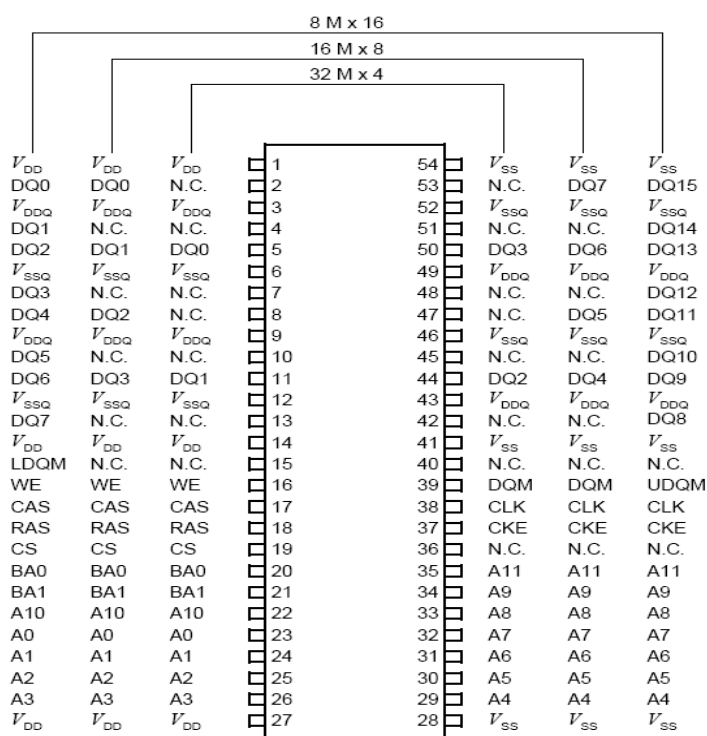 8 M x 16
16 M x 8
32 M x 4
VDD VDD VDD 1 54 VSS VSS VSS
DQ0 DQ0 N.C. 2 53 N.C. DQ7 DQ15
VDDQ VDDQ VDDQ 3 52 VSSQ VSSQ VSSQ
DQ1 N.C. N.C. 4 51 N.C. N.C. DQ14
DQ2 DQ1 DQ0 5 50 DQ3 DQ6 DQ13
VSSQ VSSQ VSSQ 6 49 VDDQ VDDQ VDDQ
DQ3 N.C. N.C. 7 48 N.C. N.C. DQ12
DQ4 DQ2 N.C. 8 47 N.C. DQ5 DQ11
VDDQ VDDQ VDDQ 9 46 VSSQ VSSQ VSSQ
DQ5 N.C. N.C. 10 45 N.C. N.C. DQ10
DQ6 DQ3 DQ1 11 44 DQ2 DQ4 DQ9
VSSQ VSSQ VSSQ 12 43 VDDQ VDDQ VDDQ
DQ7 N.C. N.C. 13 42 N.C. N.C. DQ8
VDD VDD VDD 14 41 VSS VSS VSS
LDQM N.C. N.C. 15 40 N.C. N.C. N.C.
WE WE WE 16 39 DQM DQM UDQM
CAS CAS CAS 17 38 CLK CLK CLK
RAS RAS RAS 18 37 CKE CKE CKE
CS CS CS 19 36 N.C. N.C. N.C.
BA0 BA0 BA0 20 35 A11 A11 A11
BA1 BA1 BA1 21 34 A9 A9 A9
A10 A10 A10 22 33 A8 A8 A8
A0 A0 A0 23 32 A7 A7 A7
A1 A1 A1 24 31 A6 A6 A6
A2 A2 A2 25 30 A5 A5 A5
A3 A3 A3 26 29 A4 A4 A4
VDD VDD VDD 27 28 VSS VSS VSS